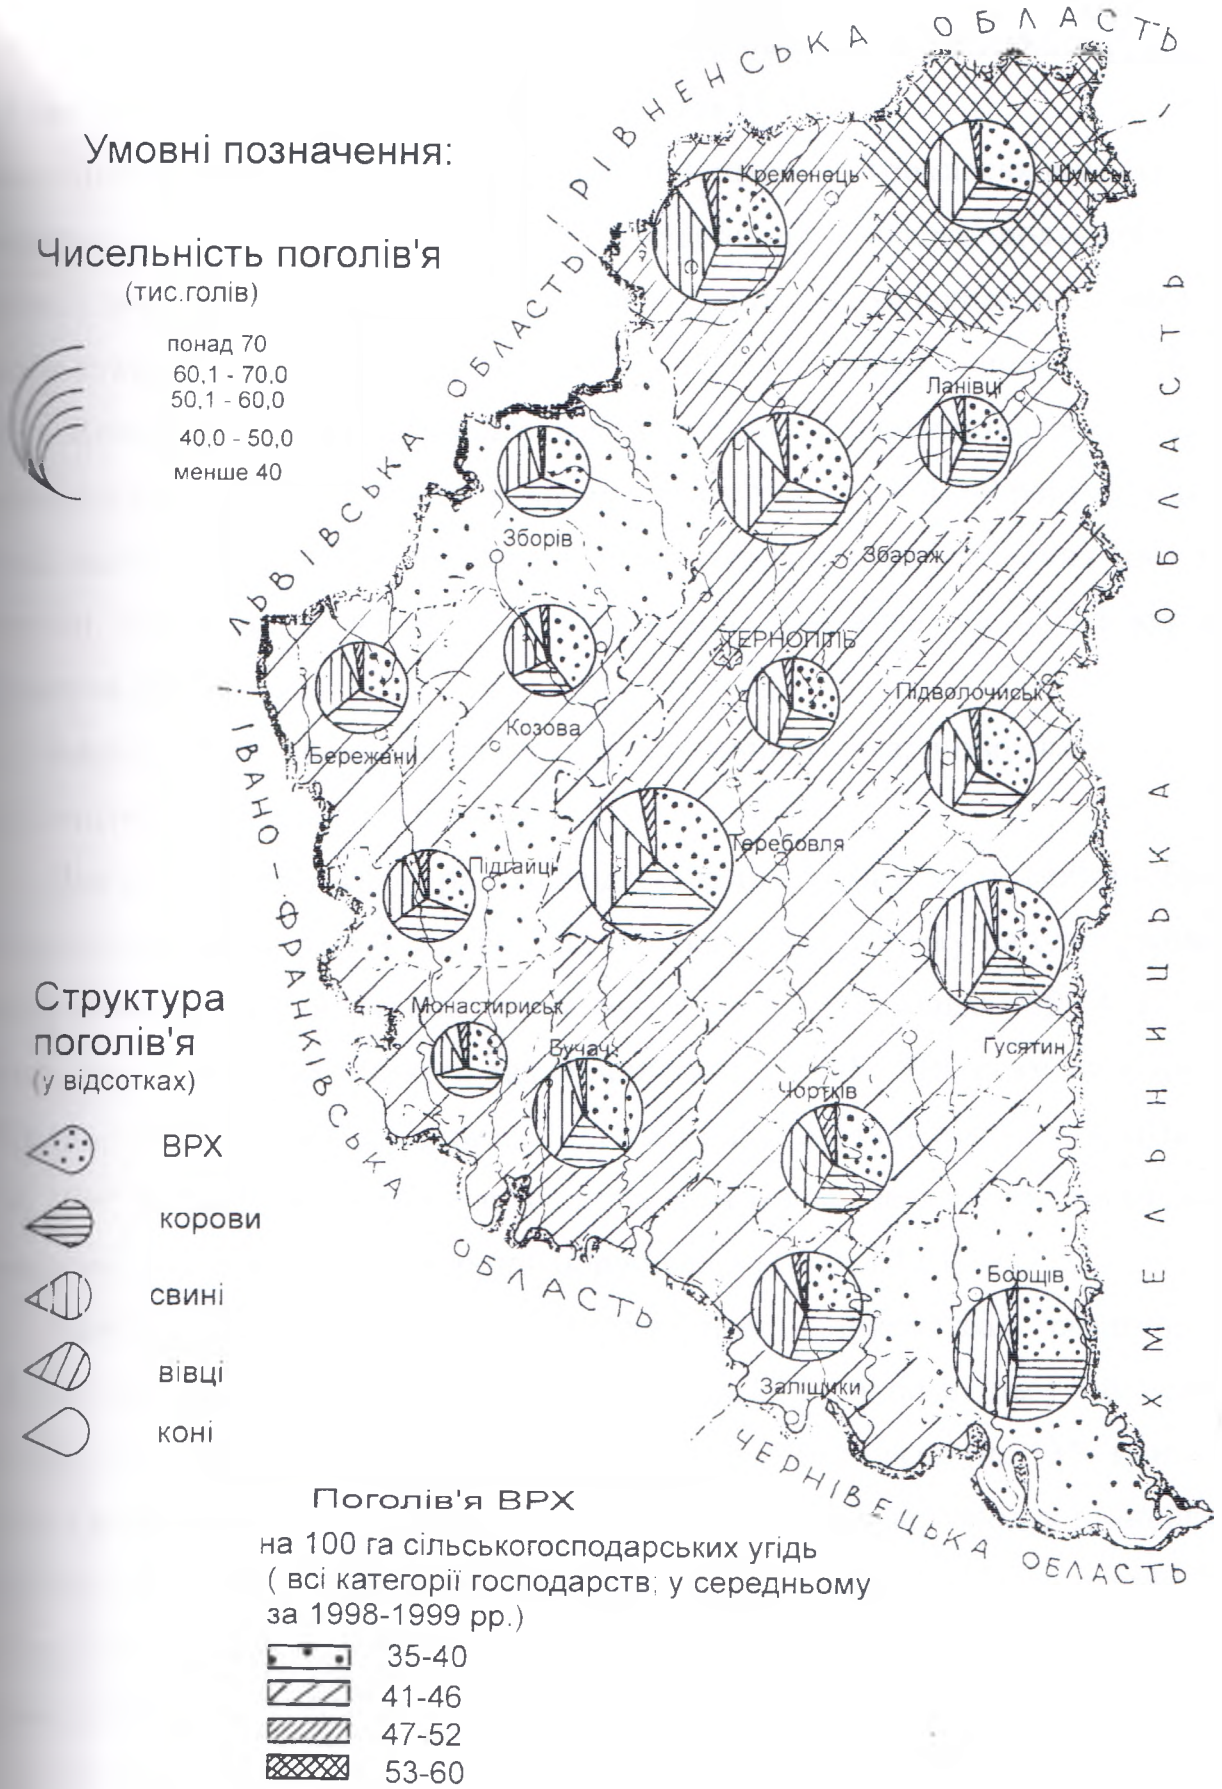 РІВНЕНСЬКА ОБЛАСТЬ
Умовні позначення:
Кременець
Шумськ
Чисельність поголів'я
(тис.голів)
понад 70
60,1 - 70,0
50,1 - 60,0
40,0 - 50,0
менше 40
ЛЬВІВСЬКА ОБЛАСТЬ
Ланівці
Зборів
Збараж
ТЕРНОПІЛЬ
Підволочиськ
Козова
Бережани
Теребовля
Підгайці
ІВАНО-ФРАНКІВСЬКА ОБЛАСТЬ
ХМЕЛЬНИЦЬКА ОБЛАСТЬ
Монастириськ
Бучач
Гусятин
Чортків
Борщів
Заліщики
ЧЕРНІВЕЦЬКА ОБЛАСТЬ
Структура
поголів'я
(у відсотках)
ВРХ
корови
свині
вівці
коні
Поголів'я ВРХ
на 100 га сільськогосподарських угідь
( всі категорії господарств; у середньому
за 1998-1999 рр.)
35-40
41-46
47-52
53-60